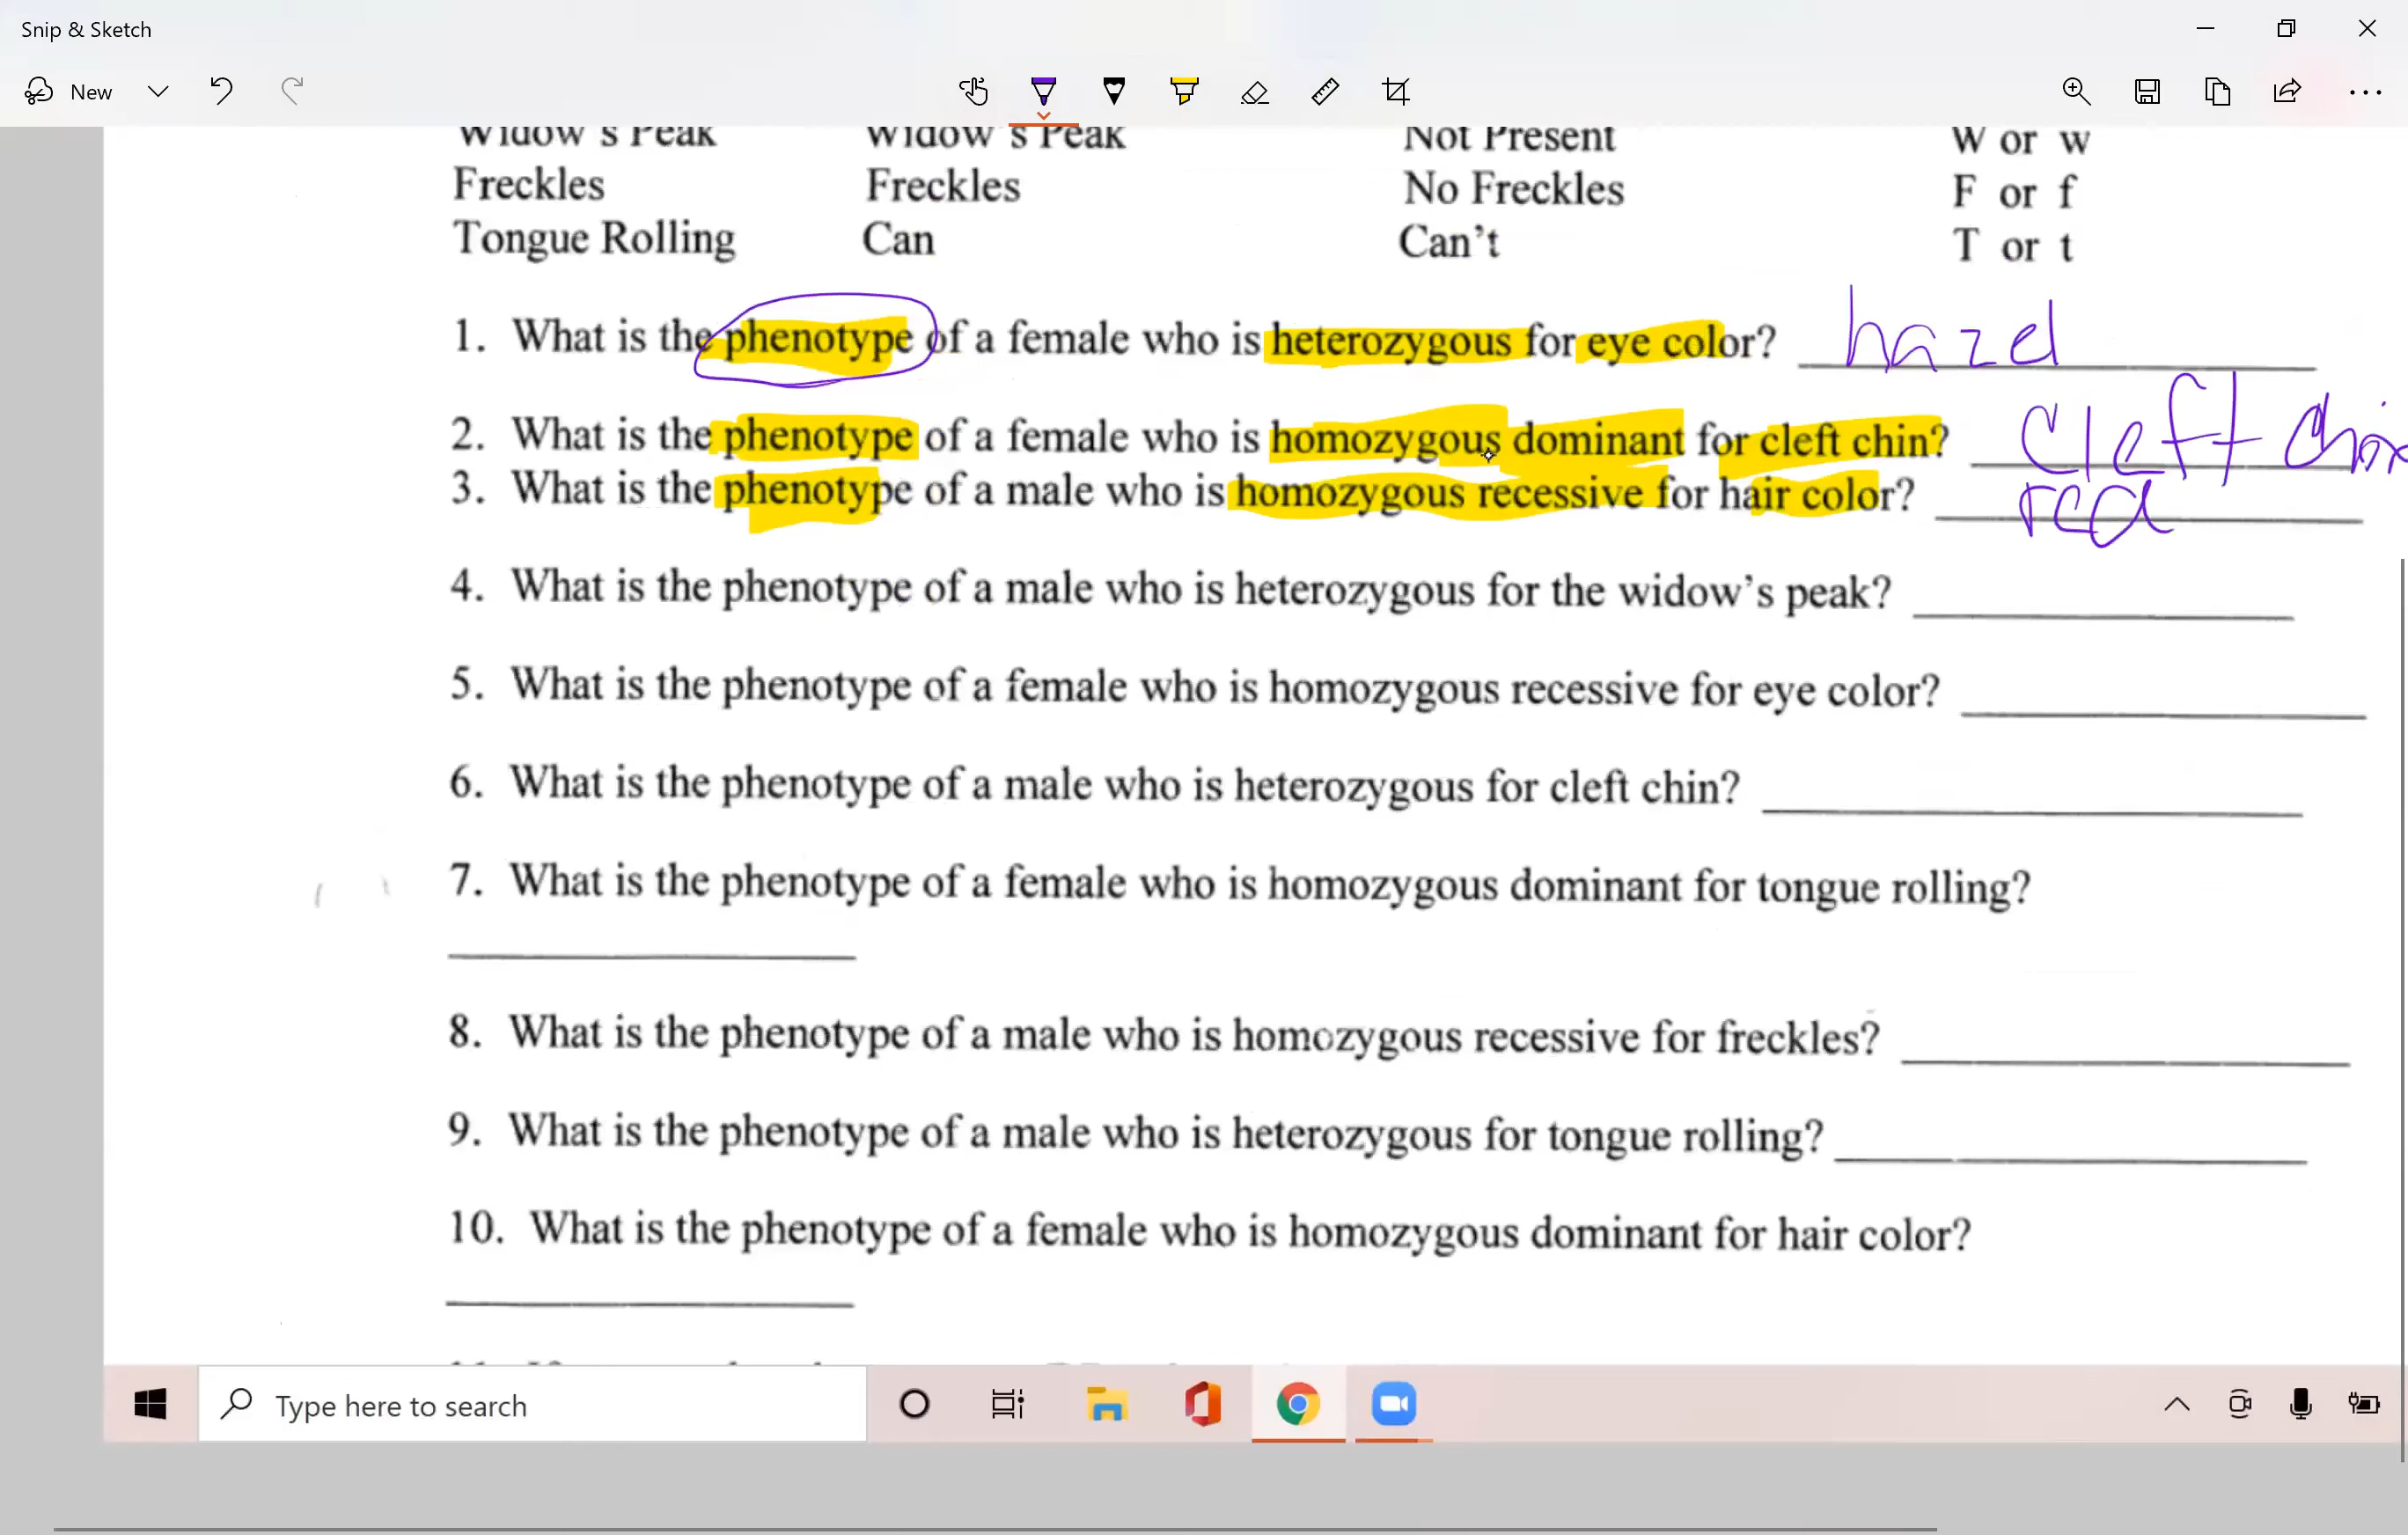 Snip & Sketch
New
Widow's Peak Widow's Peak Not Present W or w
Freckles Freckles No Freckles F or f
Tongue Rolling Can Can't T or t
1. What is the phenotype of a female who is heterozygous for eye color? hazel
2. What is the phenotype of a female who is homozygous dominant for cleft chin? cleft chin
3. What is the phenotype of a male who is homozygous recessive for hair color? red
4. What is the phenotype of a male who is heterozygous for the widow's peak?
5. What is the phenotype of a female who is homozygous recessive for eye color?
6. What is the phenotype of a male who is heterozygous for cleft chin?
7. What is the phenotype of a female who is homozygous dominant for tongue rolling?
8. What is the phenotype of a male who is homozygous recessive for freckles?
9. What is the phenotype of a male who is heterozygous for tongue rolling?
10. What is the phenotype of a female who is homozygous dominant for hair color?
Type here to search